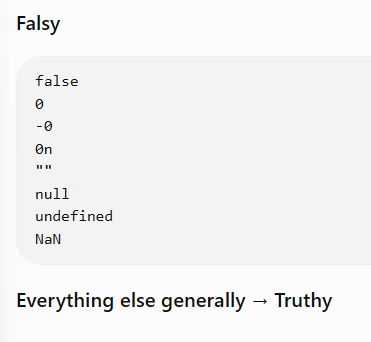 Falsy
false
0
-0
0n
""
null
undefined
NaN
Everything else generally → Truthy